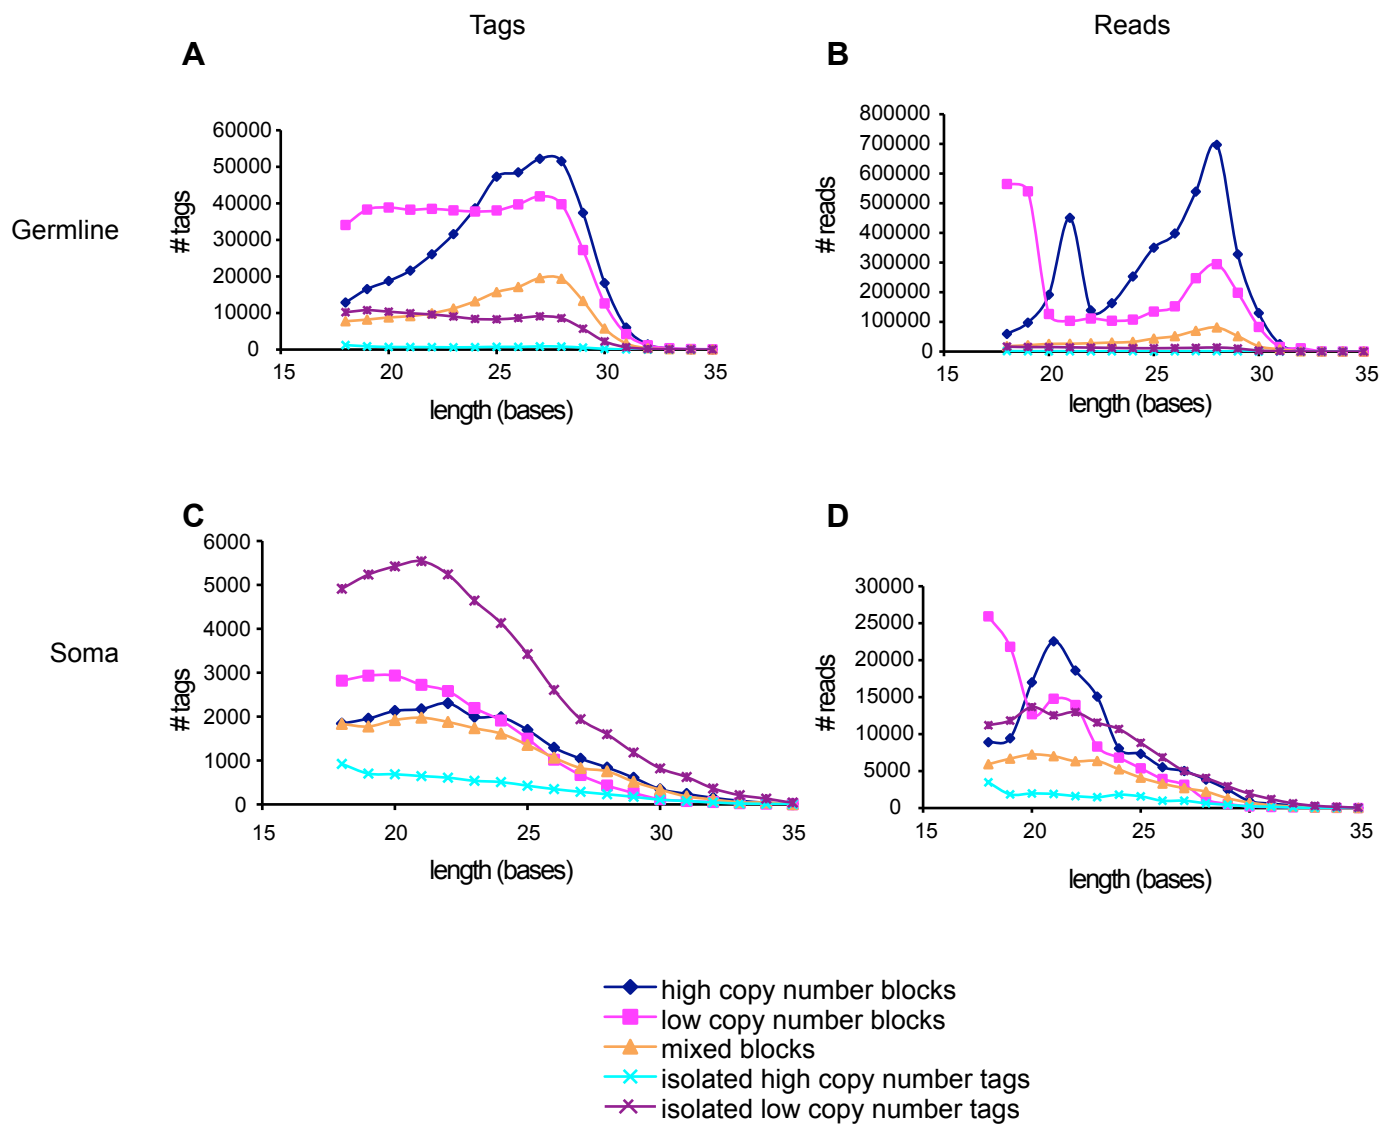 Tags
Reads
A
B
Germline
# tags
60000
50000
40000
30000
20000
10000
0
15
20
25
30
35
length (bases)
# reads
800000
700000
600000
500000
400000
300000
200000
100000
0
15
20
25
30
35
length (bases)
C
D
Soma
# tags
6000
5000
4000
3000
2000
1000
0
15
20
25
30
35
length (bases)
# reads
30000
25000
20000
15000
10000
5000
0
15
20
25
30
35
length (bases)
high copy number blocks
low copy number blocks
mixed blocks
isolated high copy number tags
isolated low copy number tags